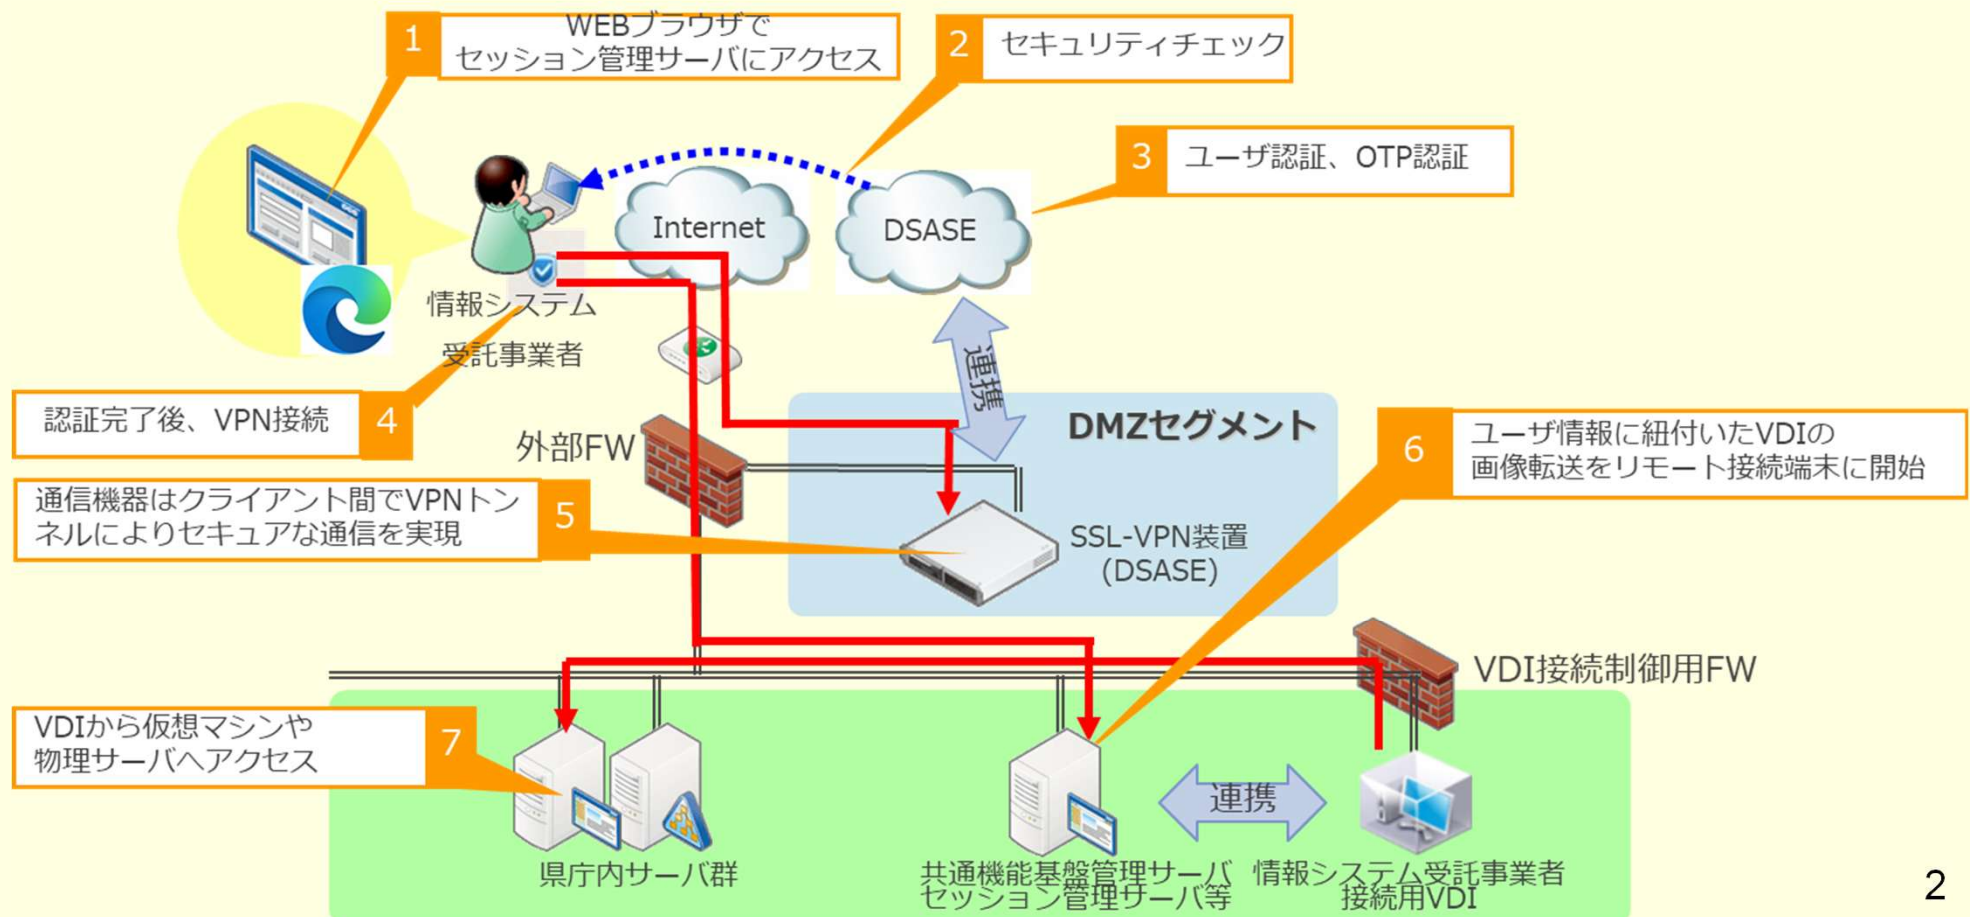 1
WEBブラウザで
セッション管理サーバにアクセス
2
セキュリティチェック
3
ユーザ認証、OTP認証
Internet
DSASE
情報システム
受託事業者
連携
認証完了後、VPN接続
4
外部FW
DMZセグメント
6
ユーザ情報に紐付いたVDIの
画像転送をリモート接続端末に開始
通信機器はクライアント間でVPNトン
ネルによりセキュアな通信を実現
5
SSL-VPN装置
(DSASE)
VDI接続制御用FW
VDIから仮想マシンや
物理サーバへアクセス
7
連携
県庁内サーバ群
共通機能基盤管理サーバ
セッション管理サーバ等
情報システム受託事業者
接続用VDI
2